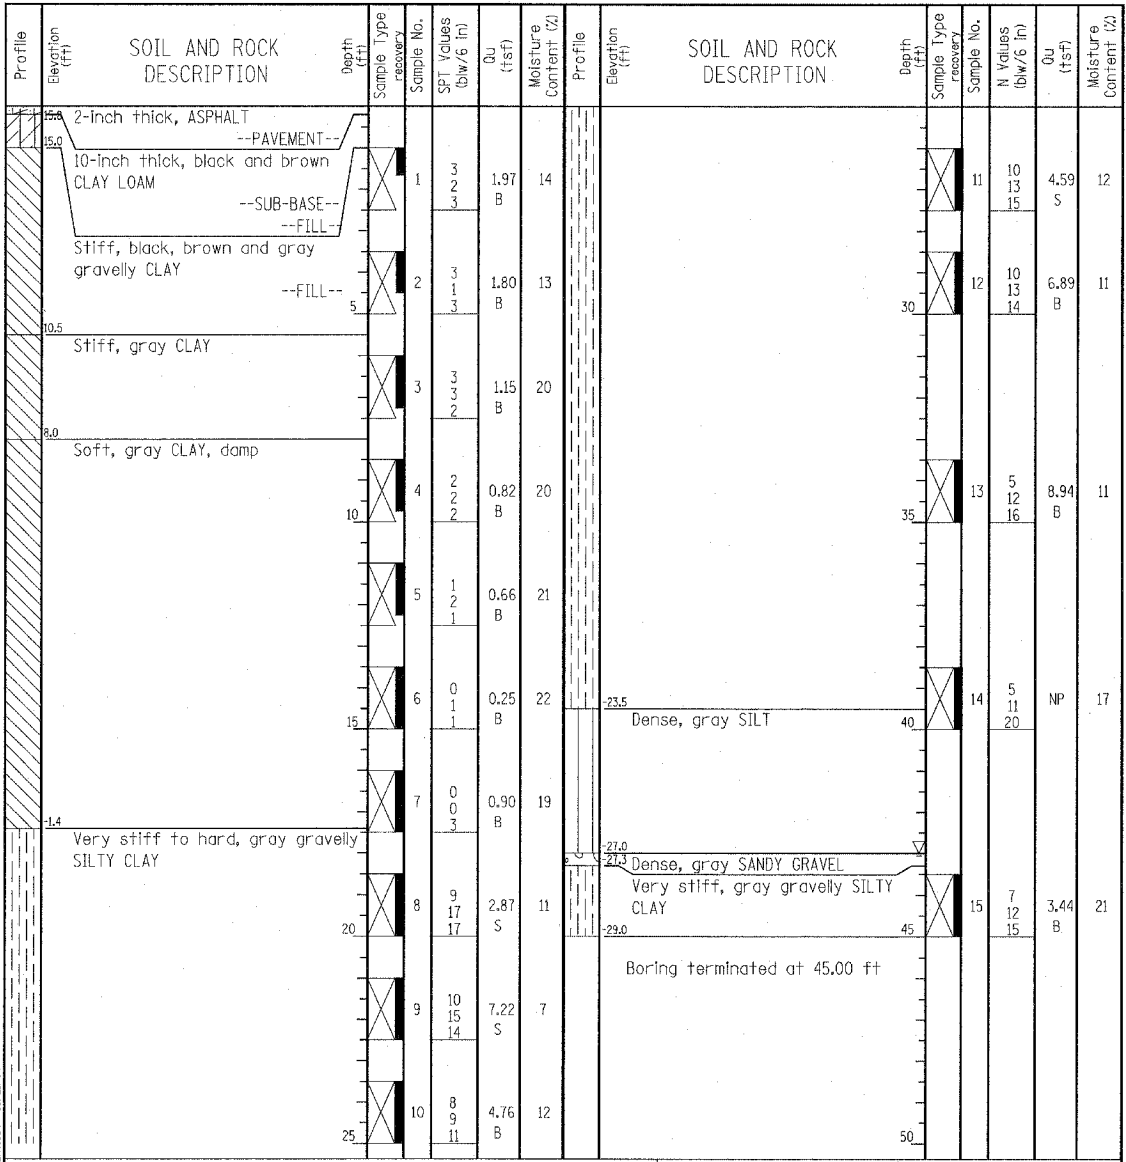 Profile
Elevation (ft)
SOIL AND ROCK DESCRIPTION
Depth (ft)
Sample Type
recovery
Sample No.
SPT Values (blw/6 in)
Qu (tsf)
Moisture Content (%)
Profile
Elevation (ft)
SOIL AND ROCK DESCRIPTION
Depth (ft)
Sample Type
recovery
Sample No.
N Values (blw/6 in)
Qu (tsf)
Moisture Content (%)
2-inch thick, ASPHALT
--PAVEMENT--
15.0
10-inch thick, black and brown
CLAY LOAM
--SUB-BASE--
--FILL--
1 3 2 3 1.97 B 14
Stiff, black, brown and gray
gravelly CLAY
--FILL--
2 3 1 3 1.80 B 13
5
10.5
Stiff, gray CLAY
3 3 3 2 1.15 B 20
8.0
Soft, gray CLAY, damp
4 2 2 2 0.82 B 20
10
5 1 2 1 0.66 B 21
6 0 1 1 0.25 B 22
15
7 0 0 3 0.90 B 19
-1.4
Very stiff to hard, gray gravelly
SILTY CLAY
8 9 17 17 2.87 S 11
20
9 10 15 14 7.22 S 7
10 8 9 11 4.76 B 12
25
11 10 13 15 4.59 S 12
12 10 13 14 6.89 B 11
30
13 5 12 16 8.94 B 11
35
14 5 11 20 NP 17
-23.5
Dense, gray SILT
40
-27.0
-27.3
Dense, gray SANDY GRAVEL
Very stiff, gray gravelly SILTY
CLAY
15 7 12 15 3.44 B 21
-29.0
45
Boring terminated at 45.00 ft
50